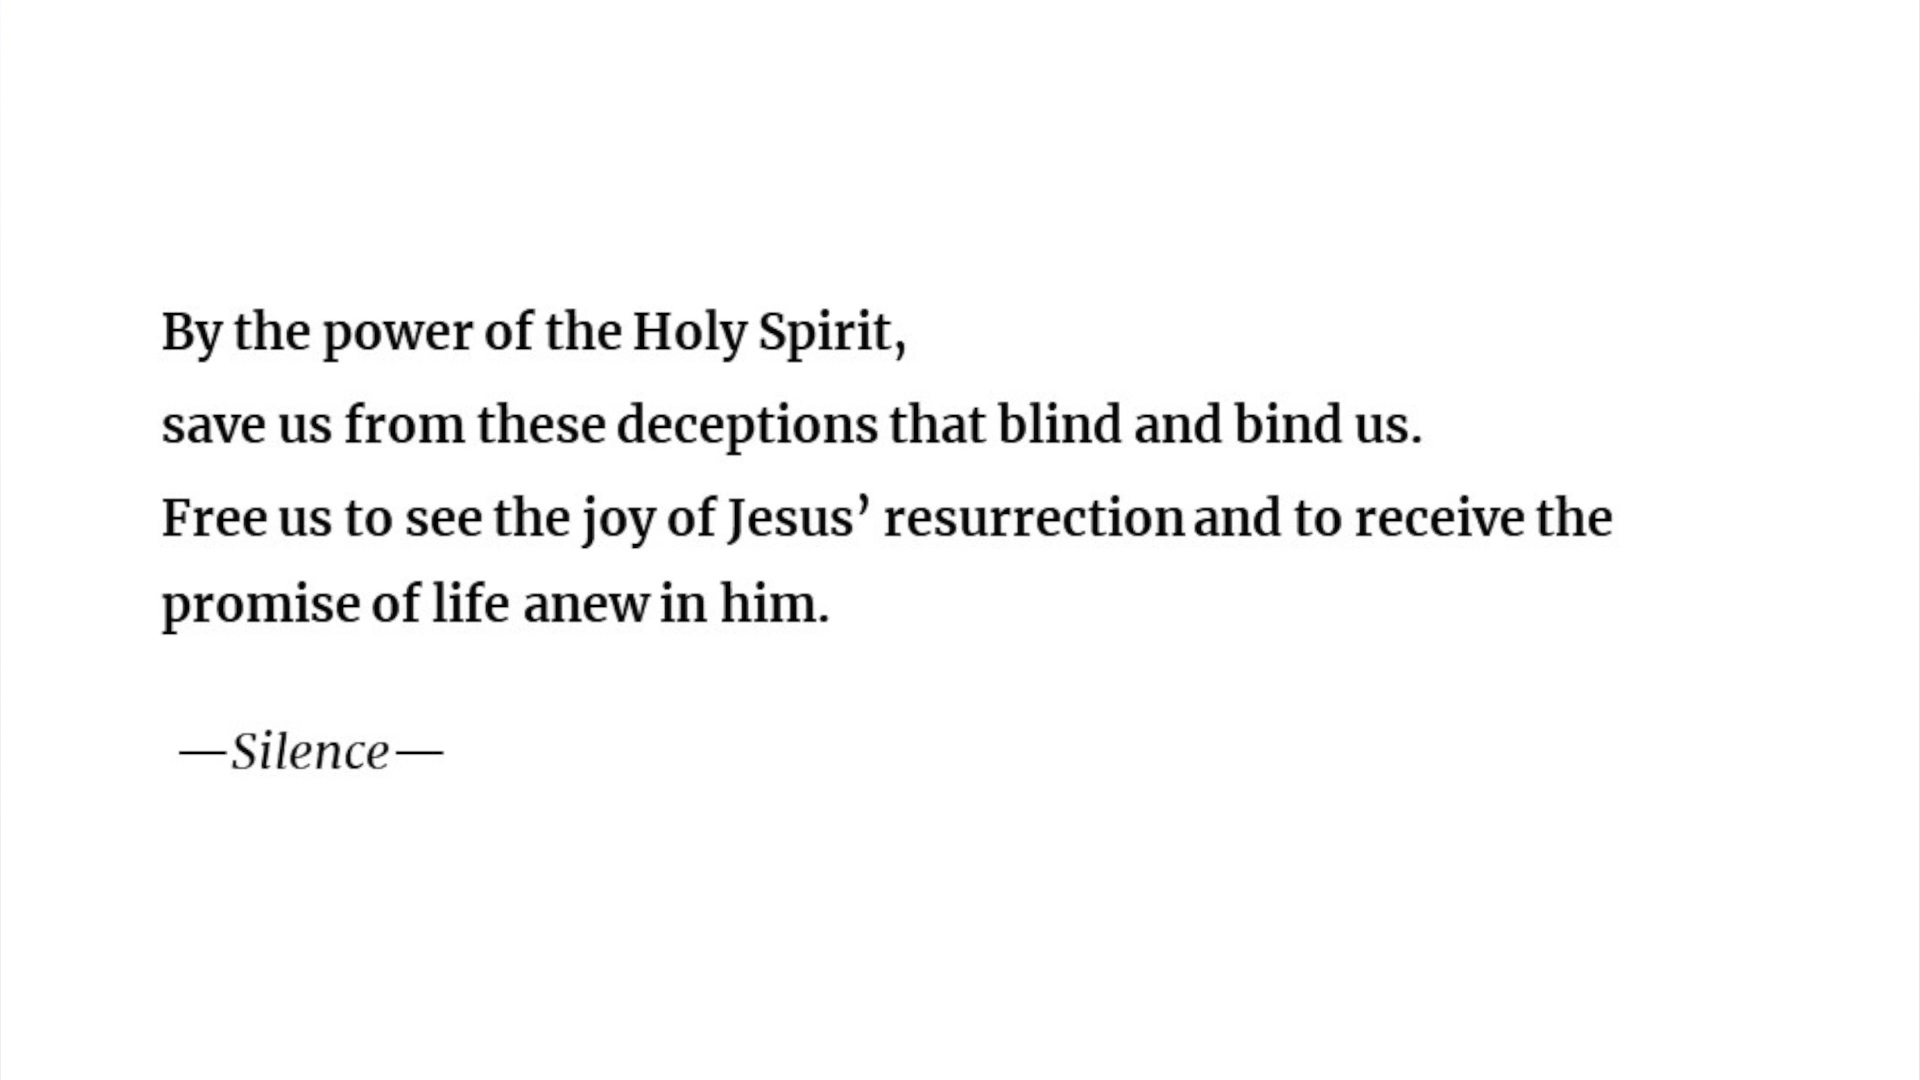 By the power of the Holy Spirit,
save us from these deceptions that blind and bind us.
Free us to see the joy of Jesus’ resurrection and to receive the
promise of life anew in him.
—Silence—